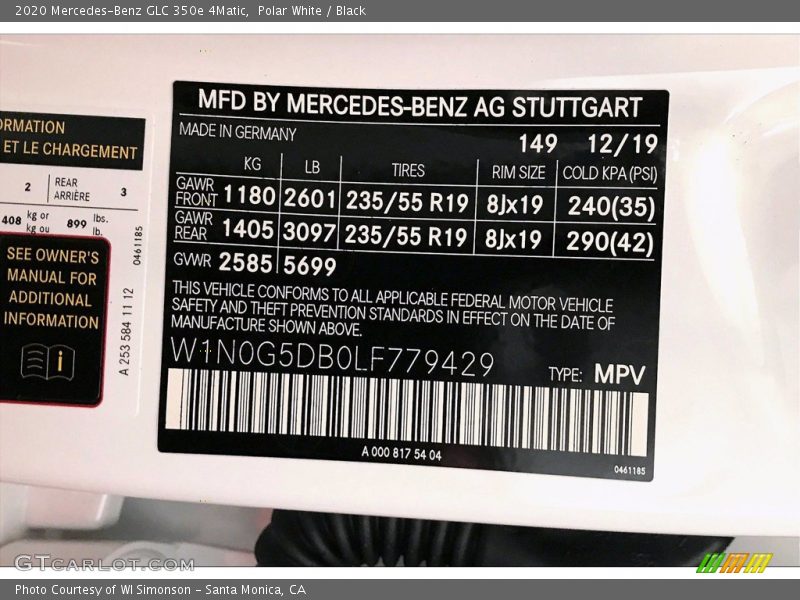 2020 Mercedes-Benz GLC 350e 4Matic,  Polar White / Black
ORMATION
ET LE CHARGEMENT
2 REAR ARRIÈRE 3
408 kg or kg ou 899 lbs. lb.
SEE OWNER'S
MANUAL FOR
ADDITIONAL
INFORMATION
i
A 253 584 11 12
0461185
MFD BY MERCEDES-BENZ AG STUTTGART
MADE IN GERMANY 149 12/19
KG LB TIRES RIM SIZE COLD KPA (PSI)
GAWR FRONT 1180 2601 235/55 R19 8Jx19 240(35)
GAWR REAR 1405 3097 235/55 R19 8Jx19 290(42)
GVWR 2585 5699
THIS VEHICLE CONFORMS TO ALL APPLICABLE FEDERAL MOTOR VEHICLE
SAFETY AND THEFT PREVENTION STANDARDS IN EFFECT ON THE DATE OF
MANUFACTURE SHOWN ABOVE.
W1N0G5DB0LF779429 TYPE: MPV
A 000 817 54 04
0461185
GTCARLOT.COM
Photo Courtesy of WI Simonson - Santa Monica, CA